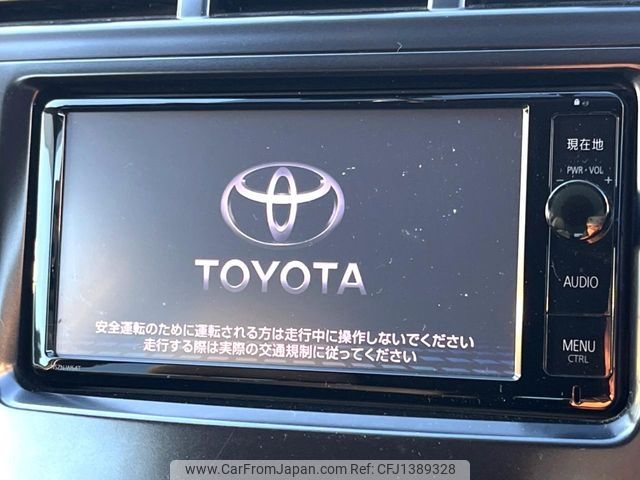 現在地
PWR・VOL
－ ＋
TOYOTA
AUDIO
安全運転のために運転される方は走行中に操作しないでください
走行する際は実際の交通規制に従ってください
MENU
CTRL
www.CarFromJapan.com | Ref: CFJ1389328